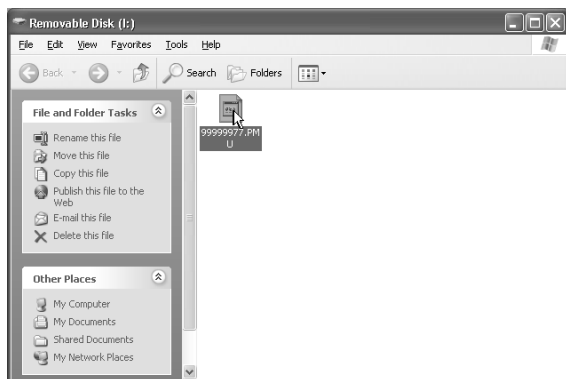 Removable Disk (I:)
File Edit View Favorites Tools Help
Back Search Folders
File and Folder Tasks
Rename this file
Move this file
Copy this file
Publish this file to the
Web
E-mail this file
Delete this file
99999977.PM
U
Other Places
My Computer
My Documents
Shared Documents
My Network Places